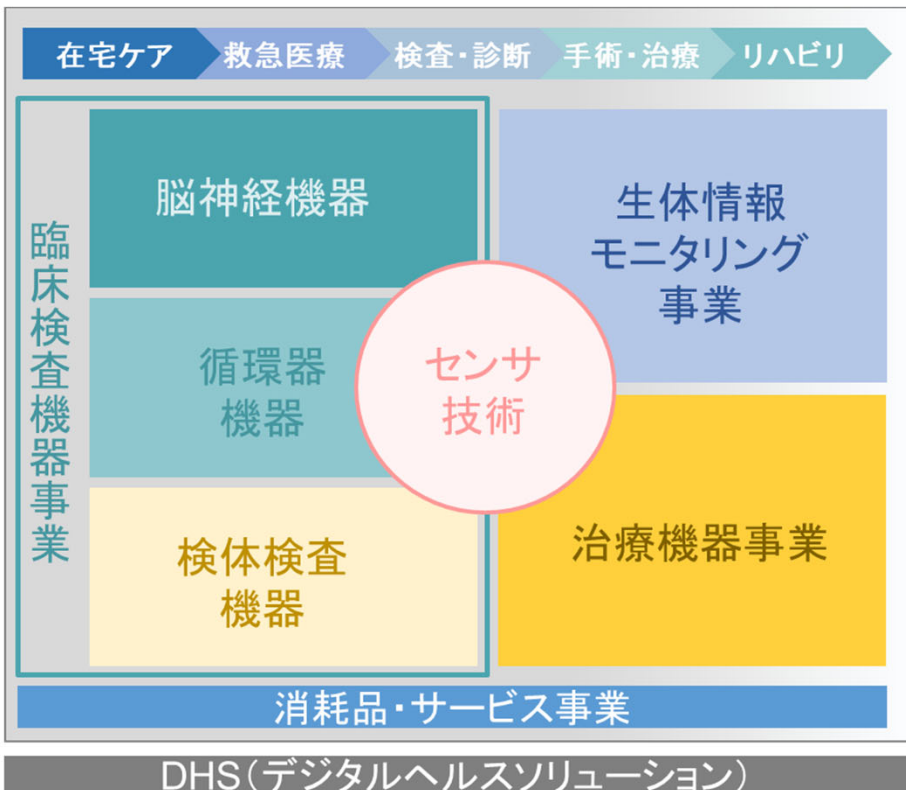 在宅ケア
救急医療
検査・診断
手術・治療
リハビリ
臨床検査機器事業
脳神経機器
循環器
機器
検体検査
機器
センサ
技術
生体情報
モニタリング
事業
治療機器事業
消耗品・サービス事業
DHS(デジタルヘルスソリューション)